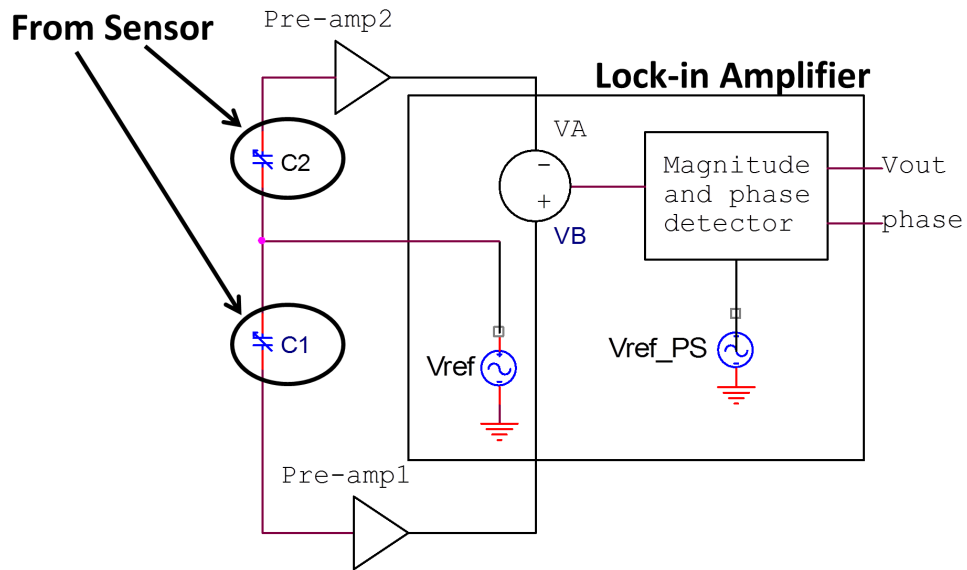 Pre-amp2
From Sensor
Lock-in Amplifier
VA
C2
−
+
Magnitude
and phase
detector
Vout
phase
VB
C1
Vref
Vref_PS
Pre-amp1